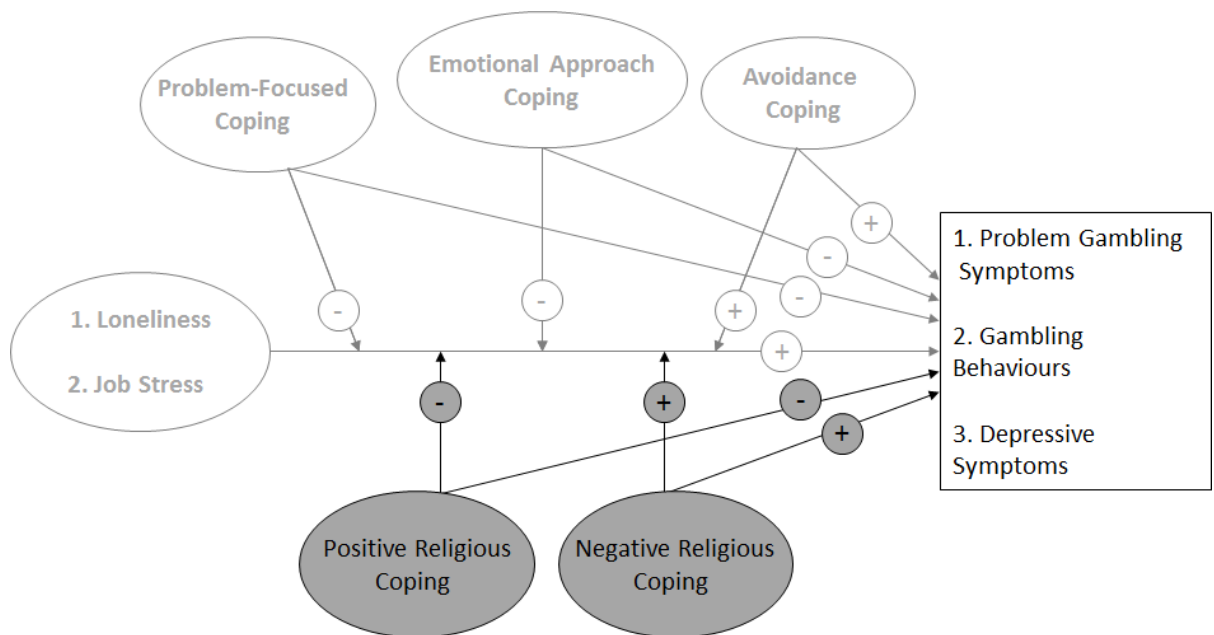 Problem-Focused
Coping
Emotional Approach
Coping
Avoidance
Coping
+
-
-
-
-
+
+
1. Loneliness
2. Job Stress
1. Problem Gambling
Symptoms
2. Gambling
Behaviours
3. Depressive
Symptoms
-
+
-
+
Positive Religious
Coping
Negative Religious
Coping